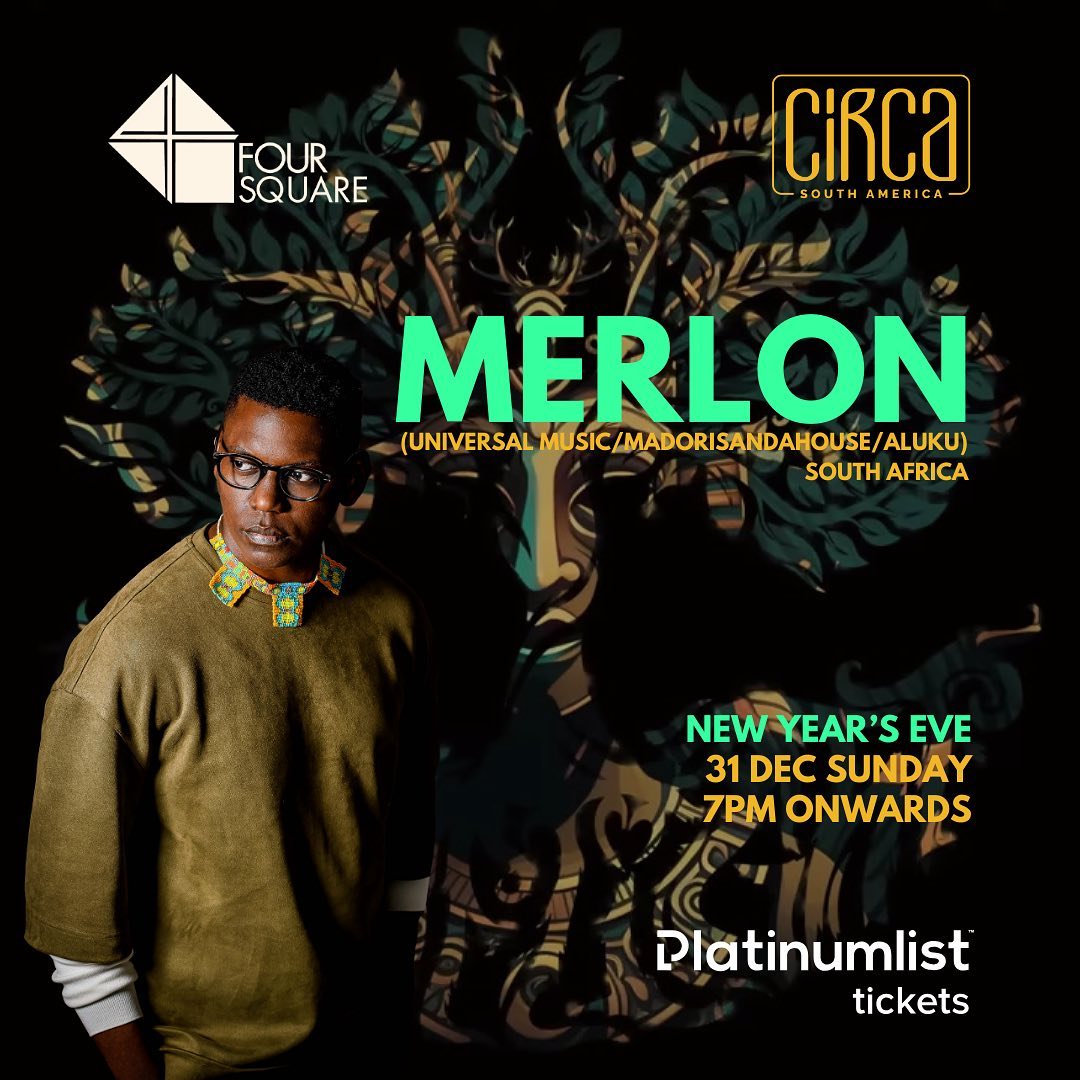 FOUR
SQUARE
CIRCA
SOUTH AMERICA
MERLON
(UNIVERSAL MUSIC/MADORISANDAHOUSE/ALUKU)
SOUTH AFRICA
NEW YEAR’S EVE
31 DEC SUNDAY
7PM ONWARDS
Platinumlist™
tickets